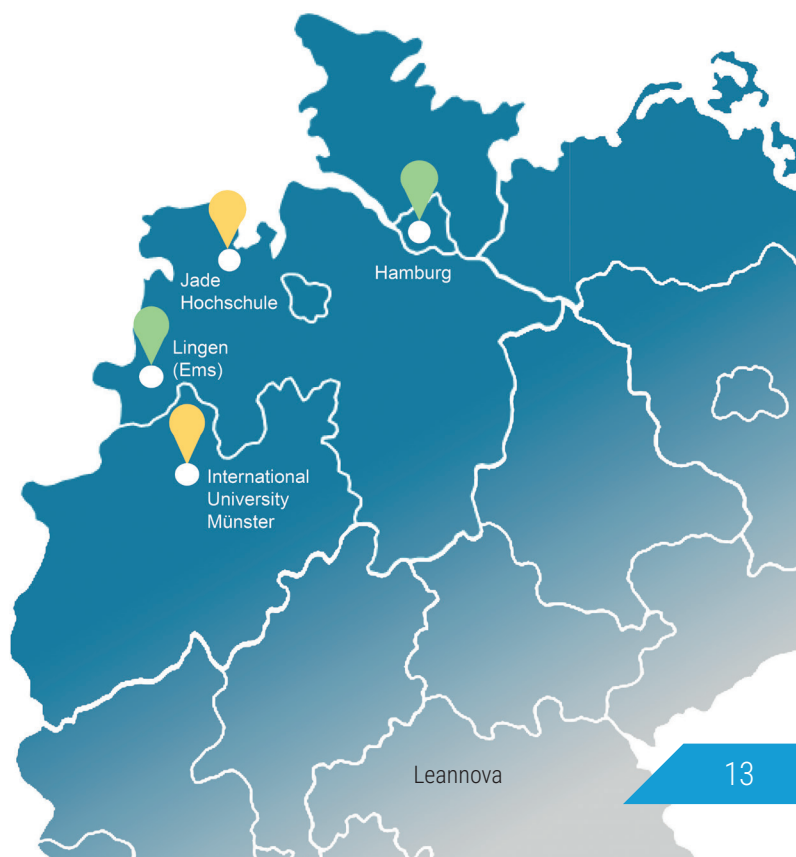 Jade
Hochschule
Hamburg
Lingen
(Ems)
International
University
Münster
Leannova
13